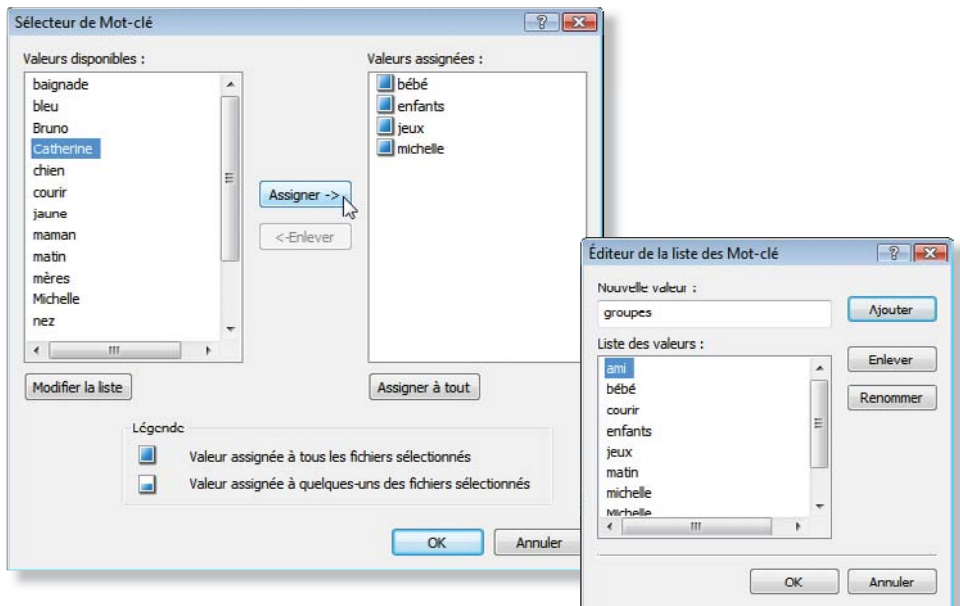 Sélecteur de Mot-clé
Valeurs disponibles :
baignade
bleu
Bruno
Catherine
chien
courir
jaune
maman
matin
mères
Michelle
nez
Modifier la liste
Assigner ->
<-Enlever
Valeurs assignées :
bébé
enfants
jeux
michelle
Assigner à tout
Légende
Valeur assignée à tous les fichiers sélectionnés
Valeur assignée à quelques-uns des fichiers sélectionnés
OK
Annuler
Éditeur de la liste des Mot-clé
Nouvelle valeur :
groupes
Ajouter
Liste des valeurs :
ami
bébé
courir
enfants
jeux
matin
michelle
Michelle
Enlever
Renommer
OK
Annuler